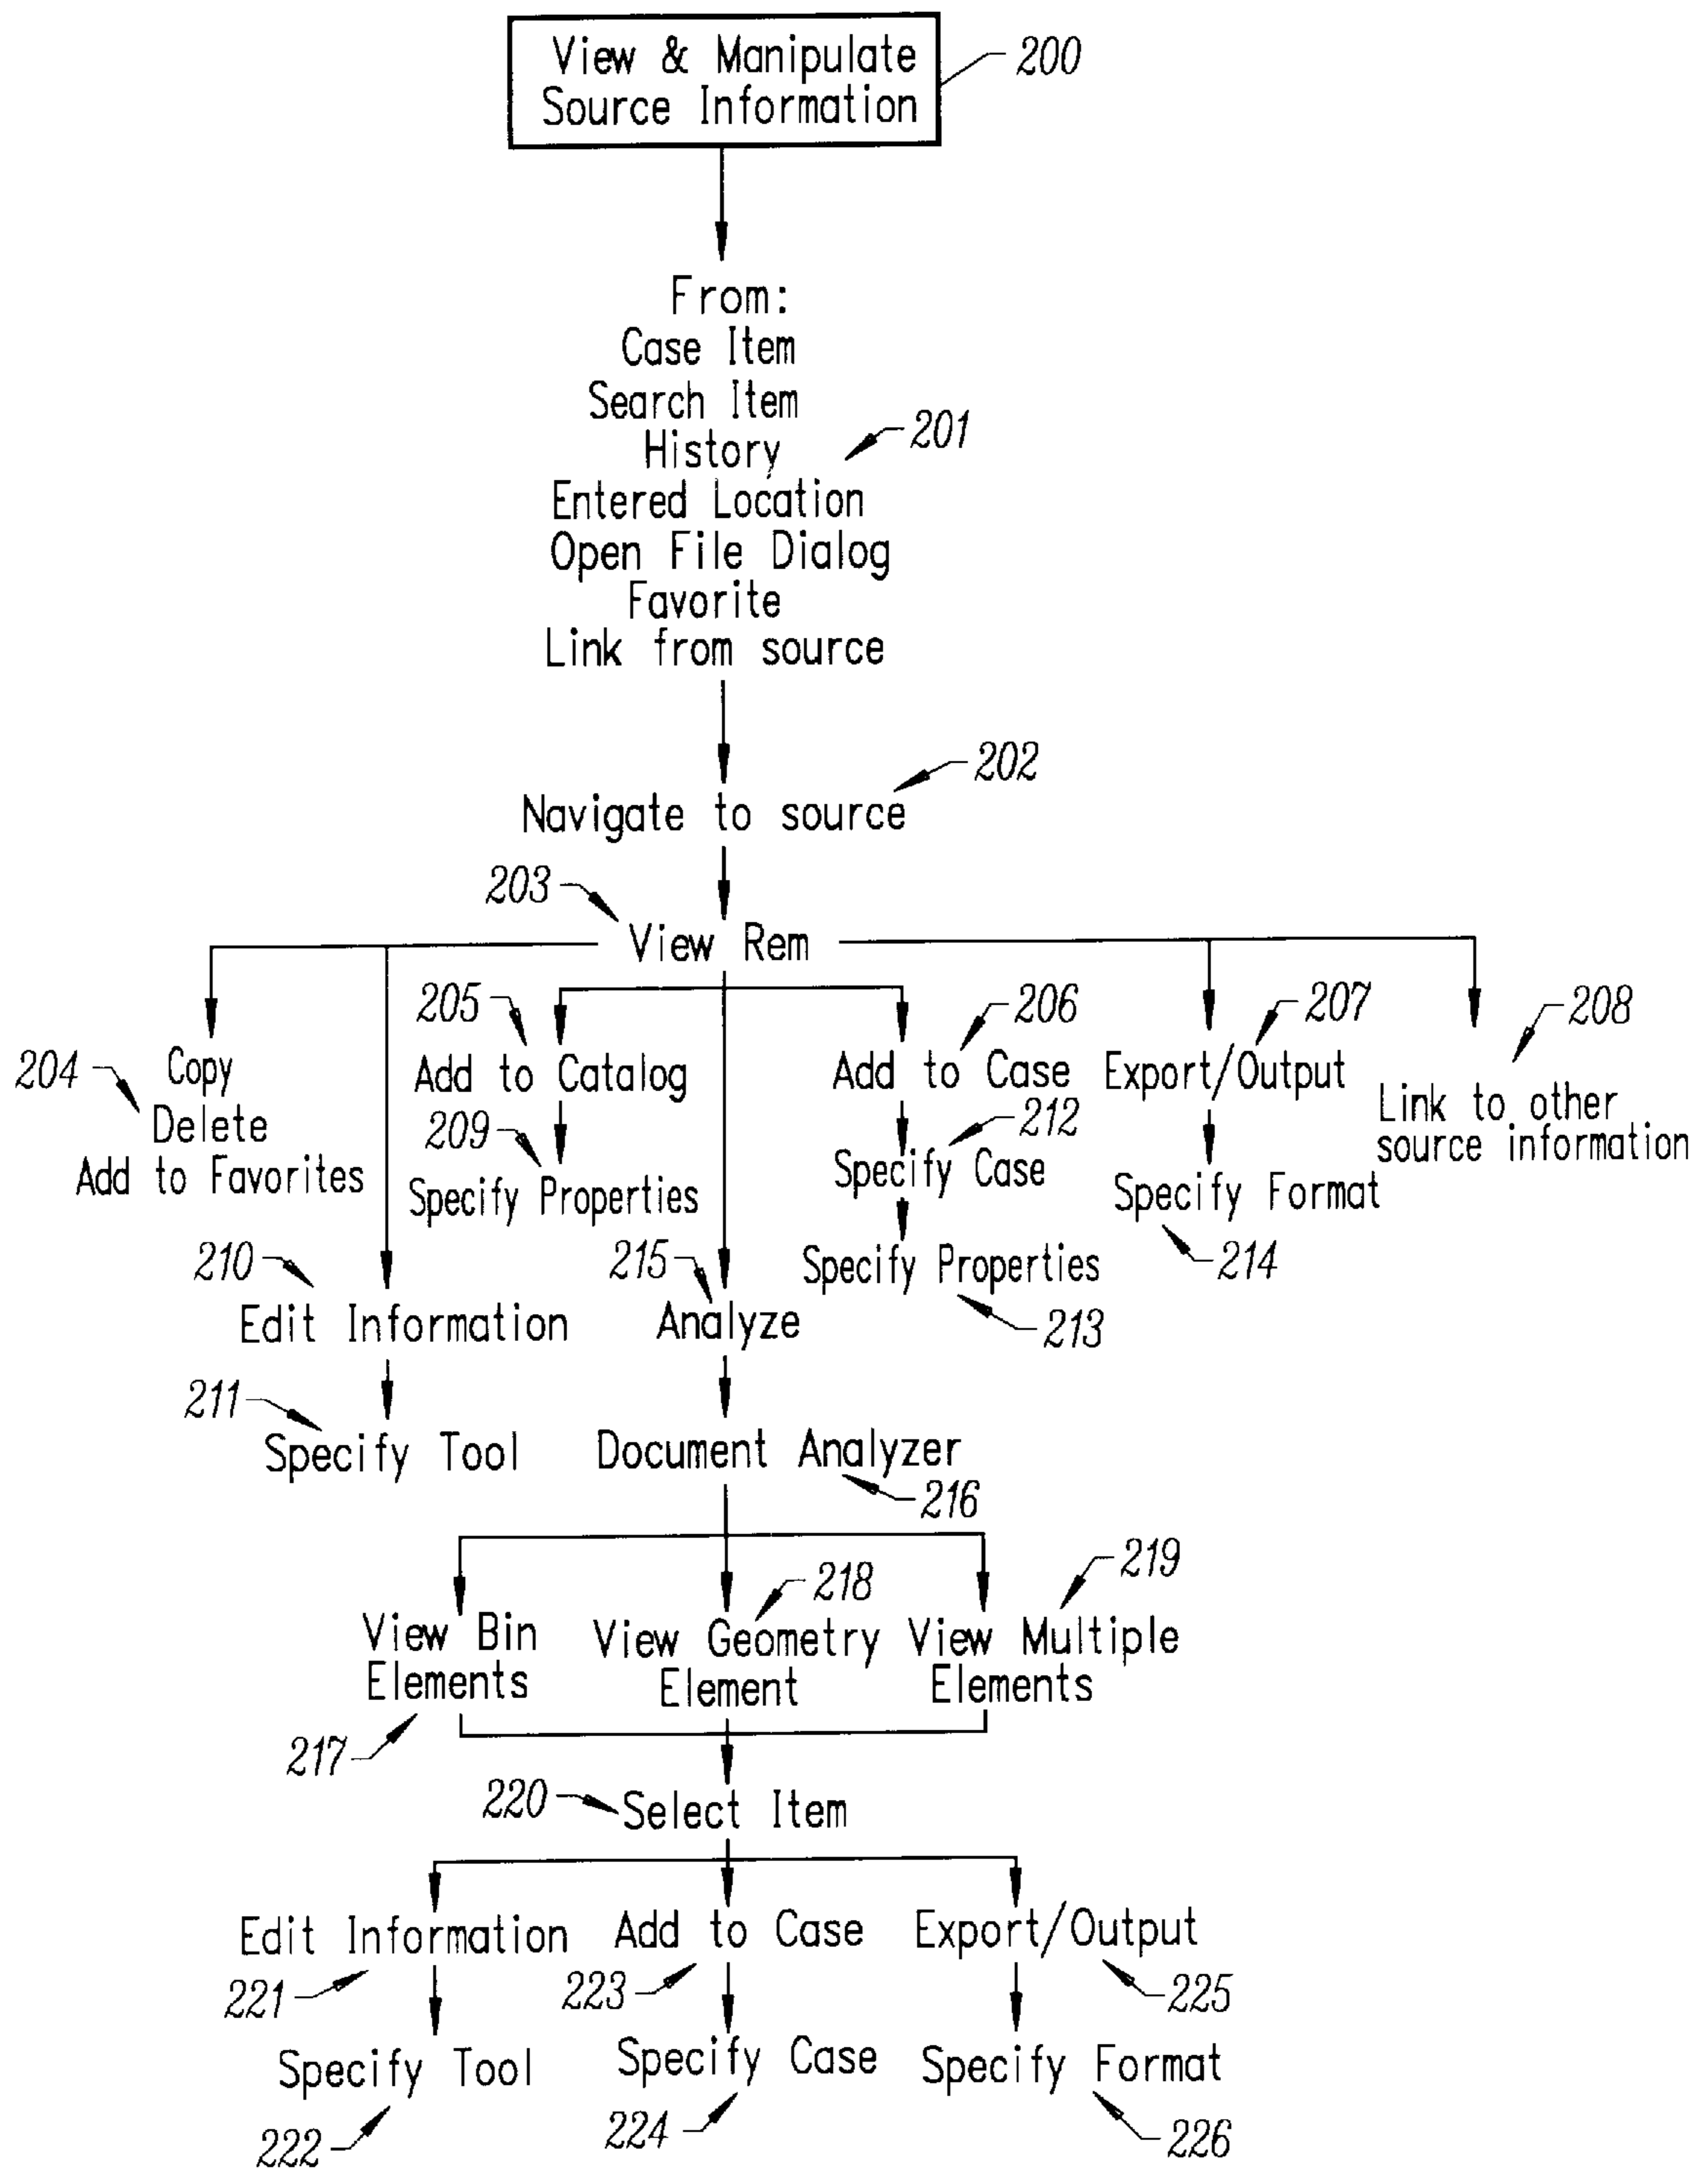 View & Manipulate
Source Information
200
From:
Case Item
Search Item
History
201
Entered Location
Open File Dialog
Favorite
Link from source
202
Navigate to source
203
View Rem
204
Copy
Delete
Add to Favorites
205
Add to Catalog
209
Specify Properties
206
Add to Case
212
Specify Case
Specify Properties
213
207
Export/Output
Specify Format
214
208
Link to other
source information
210
Edit Information
211
Specify Tool
215
Analyze
Document Analyzer
216
View Bin
Elements
217
218
View Geometry
Element
219
View Multiple
Elements
220
Select Item
Edit Information
221
Specify Tool
222
Add to Case
223
Specify Case
224
Export/Output
225
Specify Format
226